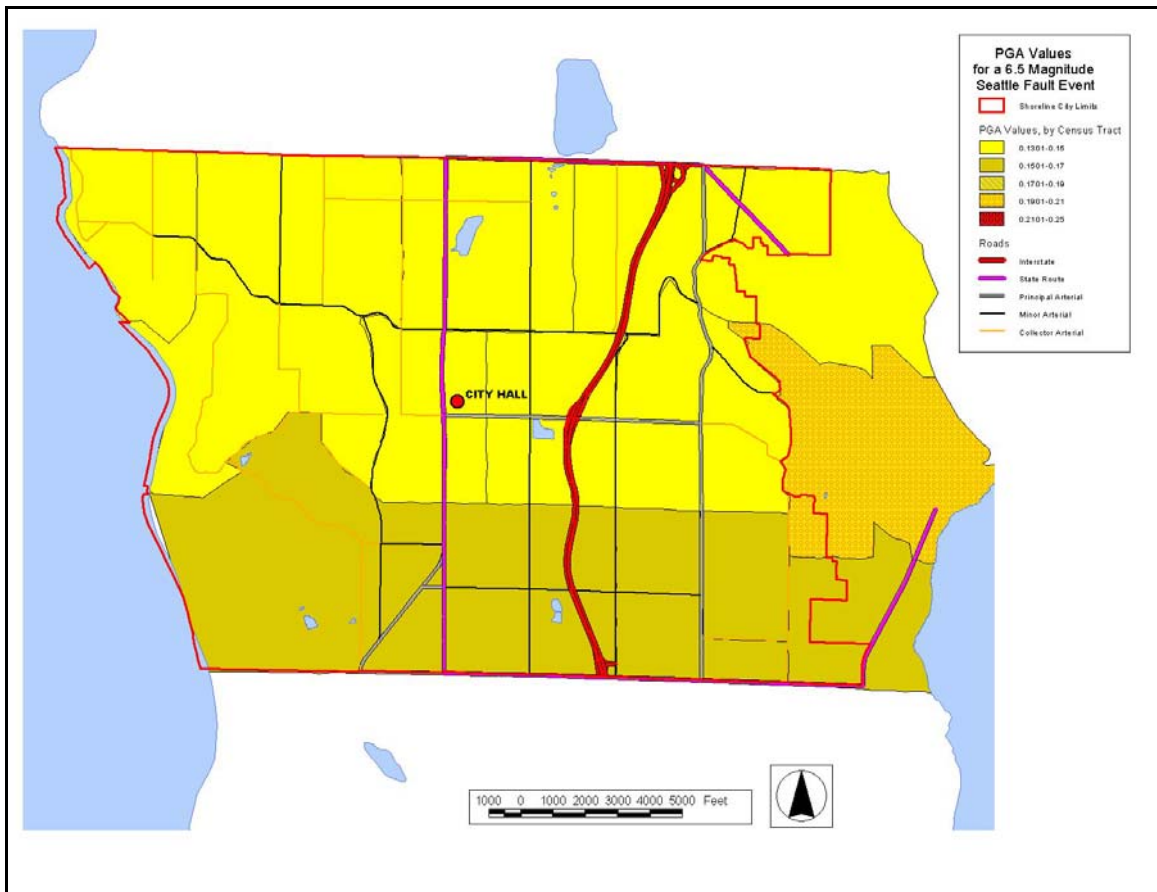 PGA Values
for a 6.5 Magnitude
Seattle Fault Event
Shoreline City Limits
PGA Values, by Census Tract
0.1301-0.15
0.1501-0.17
0.1701-0.19
0.1901-0.21
0.2101-0.25
Roads
Interstate
State Route
Principal Arterial
Minor Arterial
Collector Arterial
CITY HALL
1000 0 1000 2000 3000 4000 5000 Feet